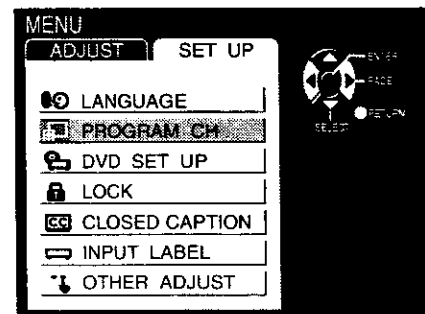 MENU
ADJUST SET UP
ENTER
PAGE
RETURN
SELECT
LANGUAGE
PROGRAM CH
DVD SET UP
LOCK
CC CLOSED CAPTION
INPUT LABEL
OTHER ADJUST